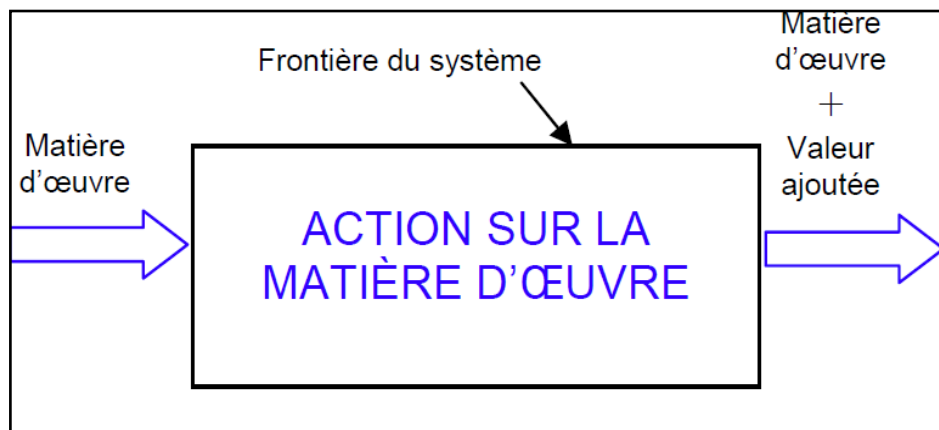 Frontière du système
Matière
d'œuvre
ACTION SUR LA
MATIÈRE D'ŒUVRE
Matière
d'œuvre
+
Valeur
ajoutée